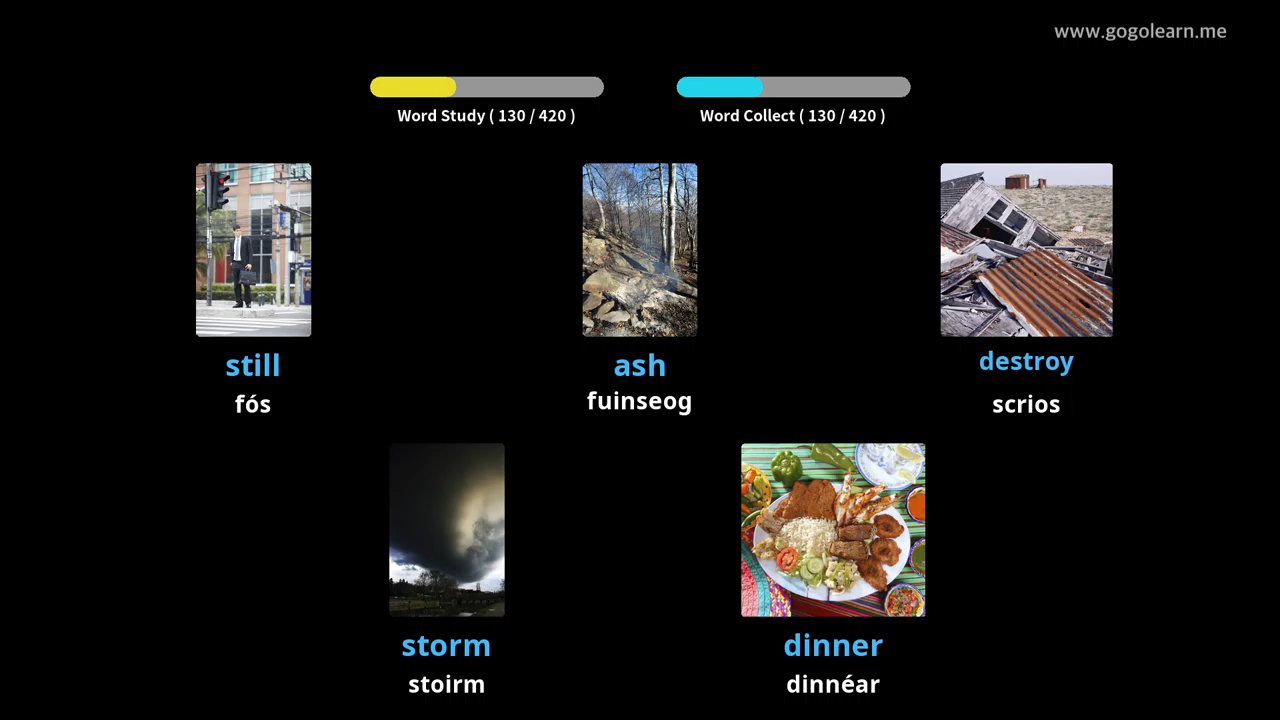 www.gogolearn.me
Word Study ( 130 / 420 )
Word Collect ( 130 / 420 )
still
fós
ash
fuinseog
destroy
scrios
storm
stoirm
dinner
dinnéar